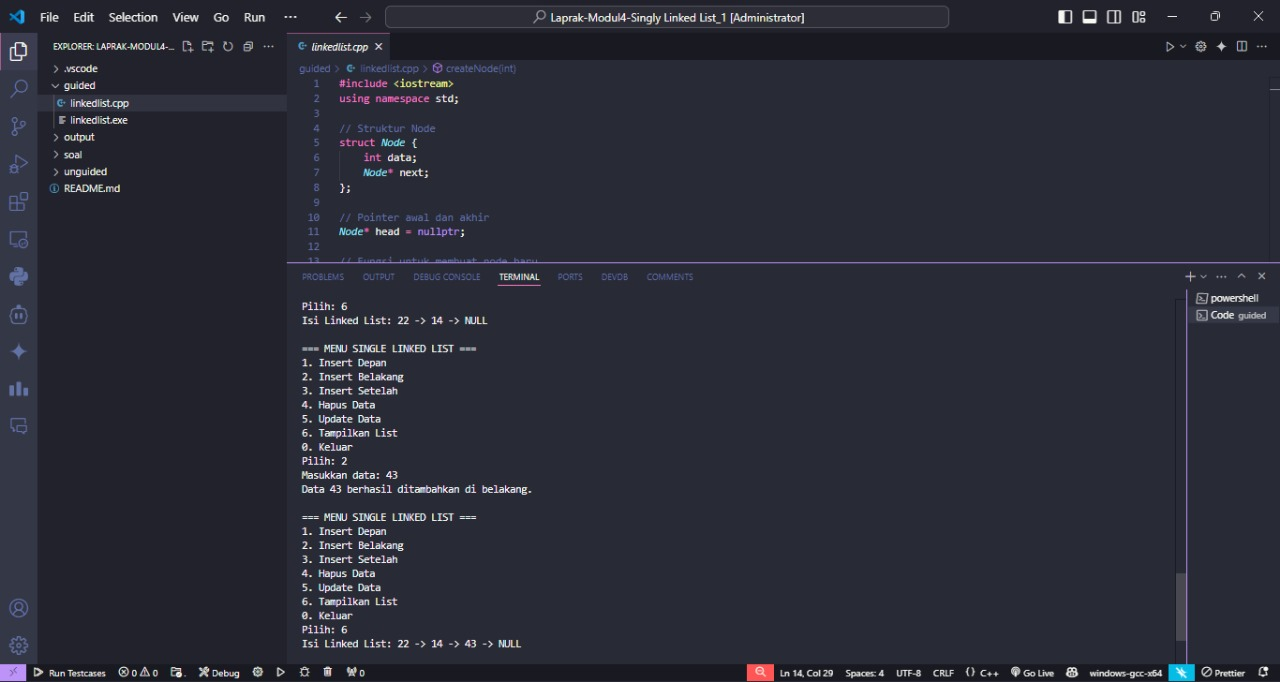 File Edit Selection View Go Run ··· Laprak-Modul4-Singly Linked List_1 [Administrator]
EXPLORER: LAPRAK-MODUL4-...
.vscode
guided
linkedlist.cpp
linkedlist.exe
output
soal
unguided
README.md
linkedlist.cpp
guided > linkedlist.cpp > createNode(int)
1 #include <iostream>
2 using namespace std;
3
4 // Struktur Node
5 struct Node {
6 int data;
7 Node* next;
8 };
9
10 // Pointer awal dan akhir
11 Node* head = nullptr;
12
13 // Fungsi untuk membuat node baru
PROBLEMS OUTPUT DEBUG CONSOLE TERMINAL PORTS DEVDB COMMENTS
Pilih: 6
Isi Linked List: 22 -> 14 -> NULL
=== MENU SINGLE LINKED LIST ===
1. Insert Depan
2. Insert Belakang
3. Insert Setelah
4. Hapus Data
5. Update Data
6. Tampilkan List
0. Keluar
Pilih: 2
Masukkan data: 43
Data 43 berhasil ditambahkan di belakang.
=== MENU SINGLE LINKED LIST ===
1. Insert Depan
2. Insert Belakang
3. Insert Setelah
4. Hapus Data
5. Update Data
6. Tampilkan List
0. Keluar
Pilih: 6
Isi Linked List: 22 -> 14 -> 43 -> NULL
powershell
Code guided
Run Testcases 0 0 Debug 0 Ln 14, Col 29 Spaces: 4 UTF-8 CRLF {} C++ Go Live windows-gcc-x64 Prettier